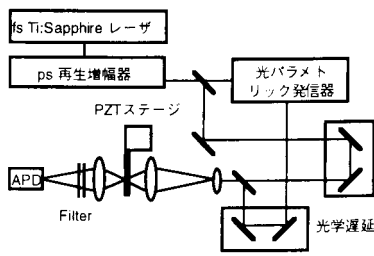 fs Ti:Sapphire レーザ
ps 再生増幅器
光パラメト
リック発信器
PZTステージ
APD
Filter
光学遅延